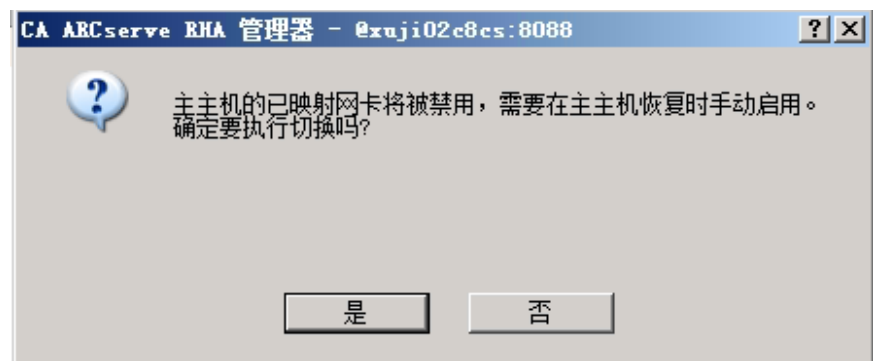 CA ARCserve RHA 管理器 - @xuji02c8cs:8088
主主机的已映射网卡将被禁用，需要在主主机恢复时手动启用。
确定要执行切换吗?
是
否